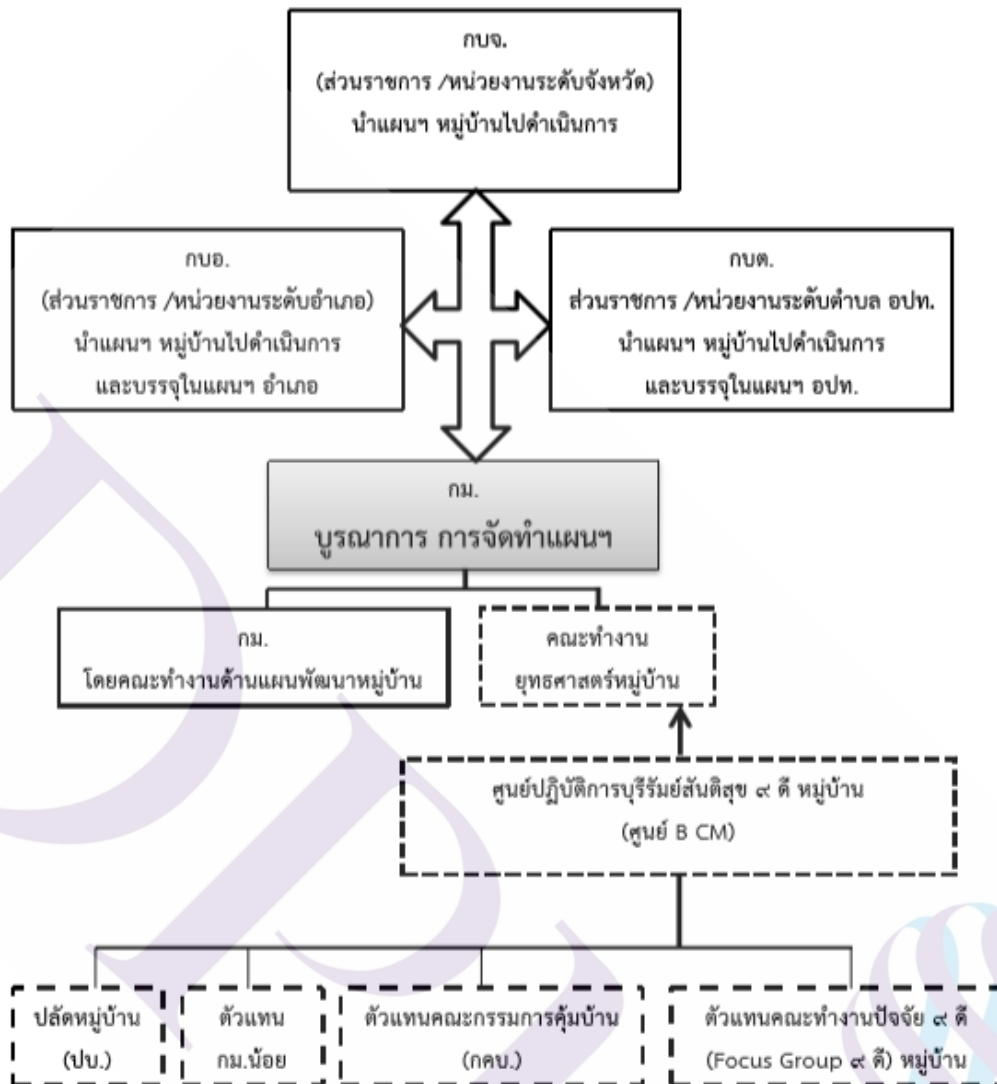 กบจ.
(ส่วนราชการ /หน่วยงานระดับจังหวัด)
นำแผนฯ หมู่บ้านไปดำเนินการ
กบอ.
(ส่วนราชการ /หน่วยงานระดับอำเภอ)
นำแผนฯ หมู่บ้านไปดำเนินการ
และบรรจุในแผนฯ อำเภอ
กบต.
ส่วนราชการ /หน่วยงานระดับตำบล อปท.
นำแผนฯ หมู่บ้านไปดำเนินการ
และบรรจุในแผนฯ อปท.
กม.
บูรณาการ การจัดทำแผนฯ
กม.
โดยคณะทำงานด้านแผนพัฒนาหมู่บ้าน
คณะทำงาน
ยุทธศาสตร์หมู่บ้าน
ศูนย์ปฏิบัติการบุรีรัมย์สันติสุข ๙ ดี หมู่บ้าน
(ศูนย์ B CM)
ปลัดหมู่บ้าน
(ปบ.)
ตัวแทน
กม.น้อย
ตัวแทนคณะกรรมการคุ้มบ้าน
(กคบ.)
ตัวแทนคณะทำงานปัจจัย ๙ ดี
(Focus Group ๙ ดี) หมู่บ้าน